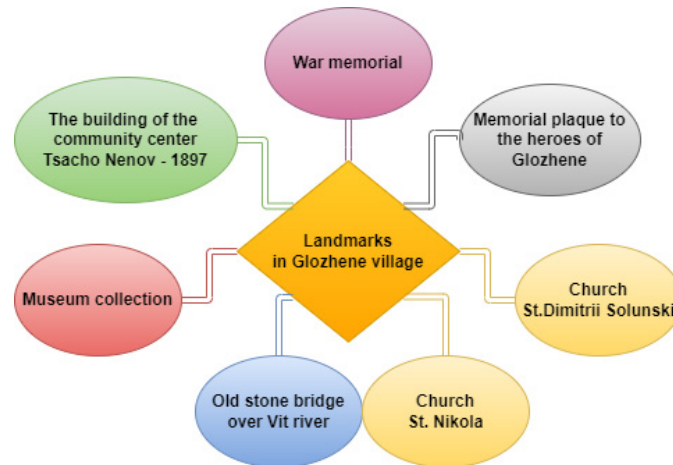 War memorial
The building of the
community center
Tsacho Nenov - 1897
Memorial plaque to
the heroes of
Glozhene
Landmarks
in Glozhene village
Museum collection
Church
St.Dimitrii Solunski
Old stone bridge
over Vit river
Church
St. Nikola